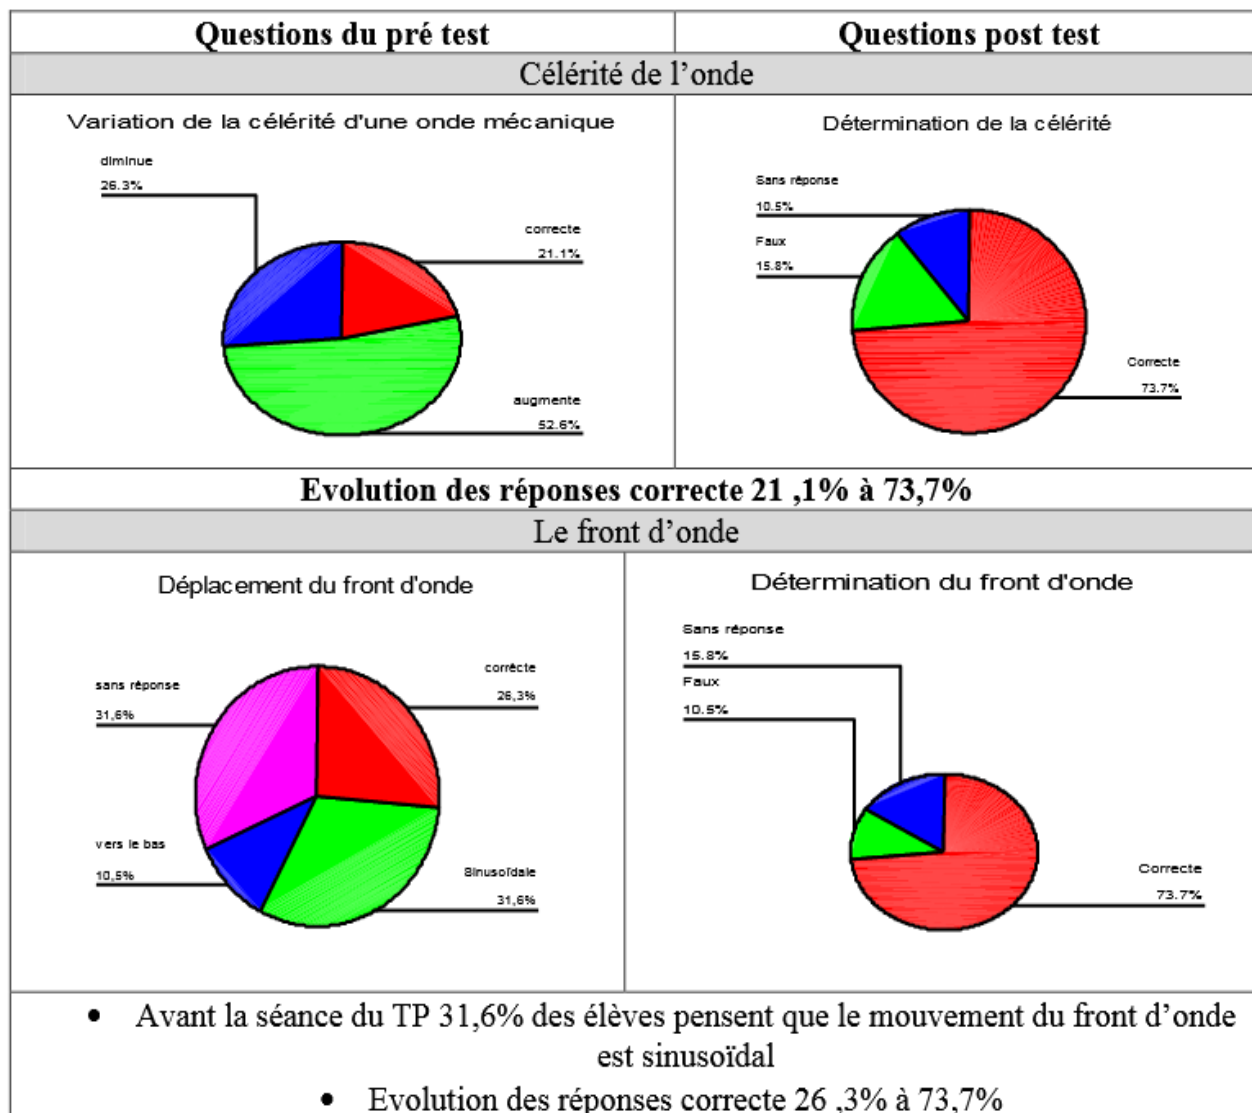 Questions du pré test
Questions post test
Célérité de l’onde
Variation de la célérité d'une onde mécanique
diminue
26.3%
correcte
21.1%
augmente
52.6%
Détermination de la célérité
Sans réponse
10.5%
Faux
15.8%
Correcte
73.7%
Evolution des réponses correcte 21 ,1% à 73,7%
Le front d’onde
Déplacement du front d'onde
sans réponse
31,6%
corrècte
26,3%
vers le bas
10,5%
Sinusoïdale
31,6%
Détermination du front d'onde
Sans réponse
15.8%
Faux
10.5%
Correcte
73.7%
• Avant la séance du TP 31,6% des élèves pensent que le mouvement du front d’onde
est sinusoïdal
• Evolution des réponses correcte 26 ,3% à 73,7%